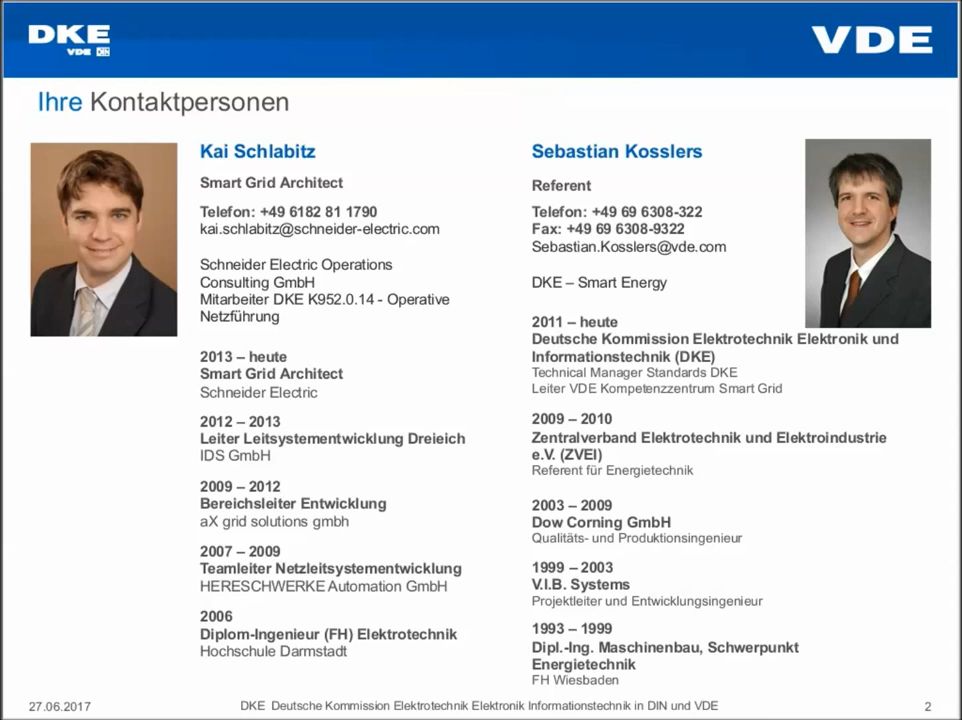 DKE
VDE DIN
VDE
Ihre Kontaktpersonen
Kai Schlabitz
Smart Grid Architect
Telefon: +49 6182 81 1790
kai.schlabitz@schneider-electric.com
Schneider Electric Operations
Consulting GmbH
Mitarbeiter DKE K952.0.14 - Operative
Netzführung
2013 – heute
Smart Grid Architect
Schneider Electric
2012 – 2013
Leiter Leitsystementwicklung Dreieich
IDS GmbH
2009 – 2012
Bereichsleiter Entwicklung
aX grid solutions gmbh
2007 – 2009
Teamleiter Netzleitsystementwicklung
HERESCHWERKE Automation GmbH
2006
Diplom-Ingenieur (FH) Elektrotechnik
Hochschule Darmstadt
Sebastian Kosslers
Referent
Telefon: +49 69 6308-322
Fax: +49 69 6308-9322
Sebastian.Kosslers@vde.com
DKE – Smart Energy
2011 – heute
Deutsche Kommission Elektrotechnik Elektronik und
Informationstechnik (DKE)
Technical Manager Standards DKE
Leiter VDE Kompetenzzentrum Smart Grid
2009 – 2010
Zentralverband Elektrotechnik und Elektroindustrie
e.V. (ZVEI)
Referent für Energietechnik
2003 – 2009
Dow Corning GmbH
Qualitäts- und Produktionsingenieur
1999 – 2003
V.I.B. Systems
Projektleiter und Entwicklungsingenieur
1993 – 1999
Dipl.-Ing. Maschinenbau, Schwerpunkt
Energietechnik
FH Wiesbaden
27.06.2017
DKE Deutsche Kommission Elektrotechnik Elektronik Informationstechnik in DIN und VDE
2